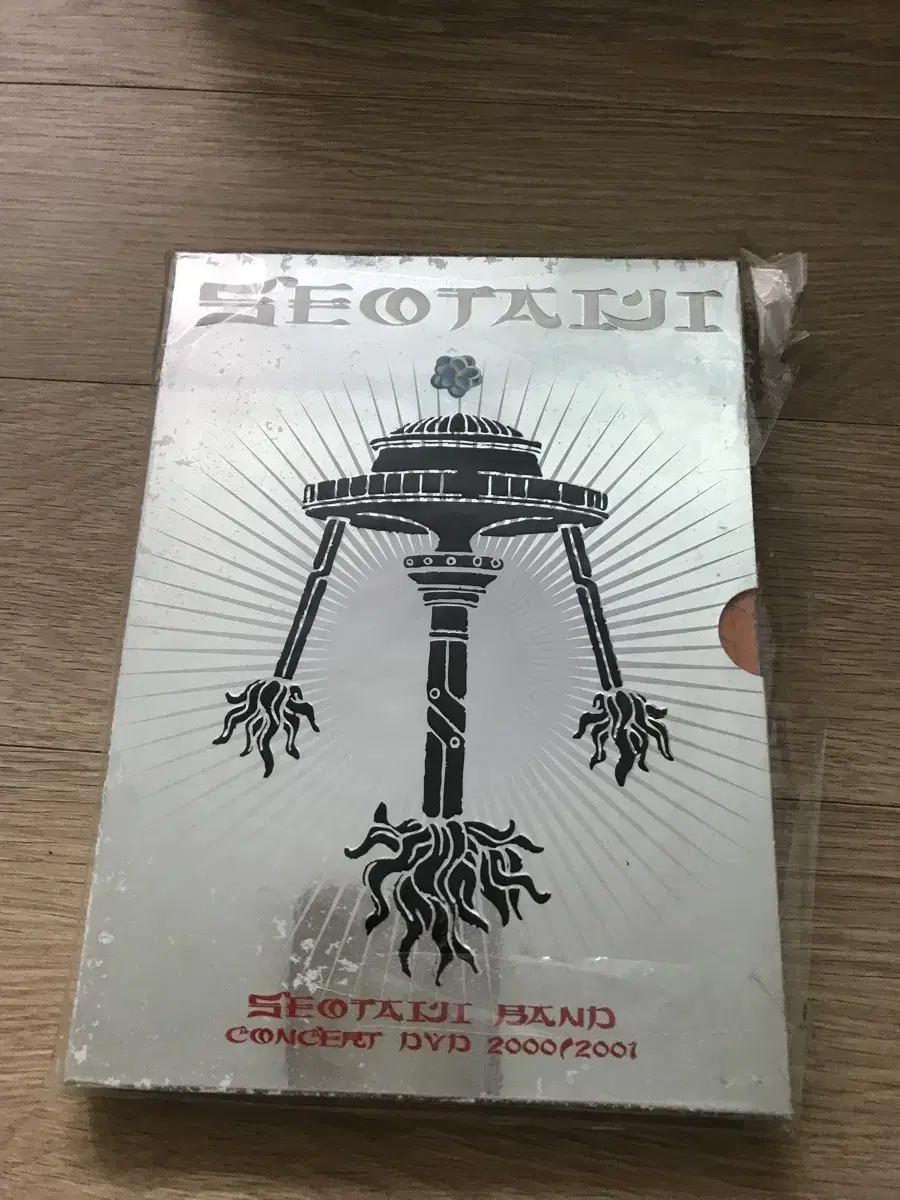 SEOTAIJI
SEOTAIJI BAND
CONCERT DVD 2000/2001